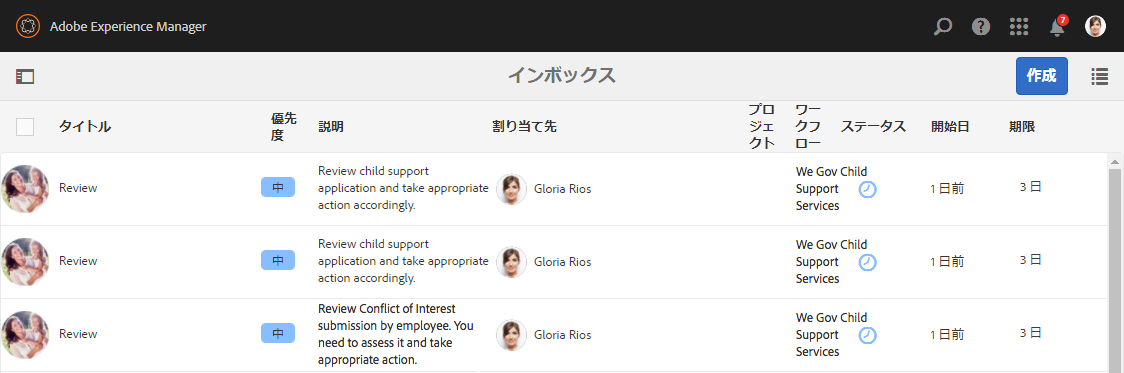 Adobe Experience Manager
7
インボックス
作成
タイトル
優先
度
説明
割り当て先
プロ
ジェ
クト
ワー
クフ
ロー
ステータス
開始日
期限
Review
中
Review child support
application and take appropriate
action accordingly.
Gloria Rios
We Gov Child
Support
Services
1 日前
3 日
Review
中
Review child support
application and take appropriate
action accordingly.
Gloria Rios
We Gov Child
Support
Services
1 日前
3 日
Review
中
Review Conflict of Interest
submission by employee. You
need to assess it and take
appropriate action.
Gloria Rios
We Gov Child
Support
Services
1 日前
3 日